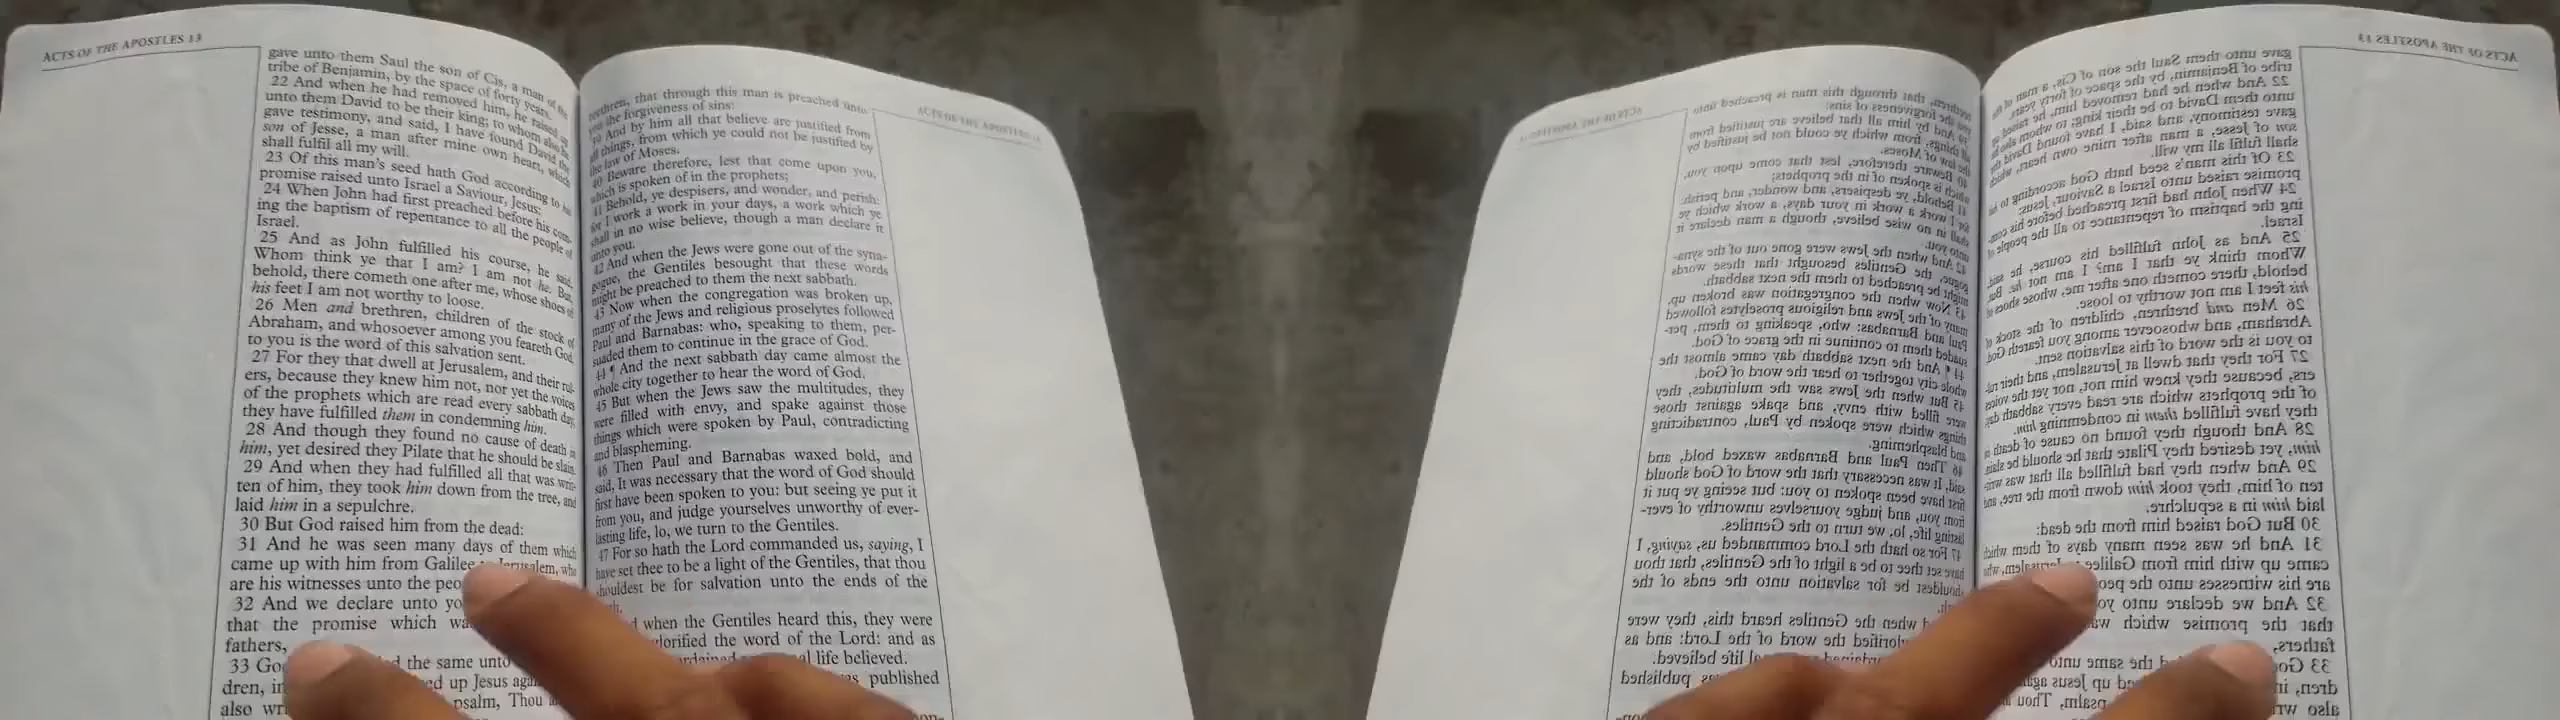 ACTS OF THE APOSTLES 13
gave unto them Saul the son of Cis, a man of the
tribe of Benjamin, by the space of forty years.
22 And when he had removed him, he raised up
unto them David to be their king; to whom also he
gave testimony, and said, I have found David the
son of Jesse, a man after mine own heart, which
shall fulfil all my will.
23 Of this man's seed hath God according to his
promise raised unto Israel a Saviour, Jesus:
24 When John had first preached before his com-
ing the baptism of repentance to all the people of
Israel.
25 And as John fulfilled his course, he said,
Whom think ye that I am? I am not he. But,
behold, there cometh one after me, whose shoes of
his feet I am not worthy to loose.
26 Men and brethren, children of the stock of
Abraham, and whosoever among you feareth God,
to you is the word of this salvation sent.
27 For they that dwell at Jerusalem, and their rul-
ers, because they knew him not, nor yet the voices
of the prophets which are read every sabbath day,
they have fulfilled them in condemning him.
28 And though they found no cause of death in
him, yet desired they Pilate that he should be slain.
29 And when they had fulfilled all that was writ-
ten of him, they took him down from the tree, and
laid him in a sepulchre.
30 But God raised him from the dead:
31 And he was seen many days of them which
came up with him from Galilee Jerusalem, who
are his witnesses unto the
32 And we declare unto
that the promise which
fathers,
33 the same unto
dren, up Jesus
also psalm, Thou
brethren, that through this man is preached unto
you the forgiveness of sins:
39 And by him all that believe are justified from
all things, from which ye could not be justified by
the law of Moses.
40 Beware therefore, lest that come upon you,
which is spoken of in the prophets;
41 Behold, ye despisers, and wonder, and perish:
for I work a work in your days, a work which ye
shall in no wise believe, though a man declare it
unto you.
42 And when the Jews were gone out of the syna-
gogue, the Gentiles besought that these words
might be preached to them the next sabbath.
43 Now when the congregation was broken up,
many of the Jews and religious proselytes followed
Paul and Barnabas: who, speaking to them, per-
suaded them to continue in the grace of God.
44 ¶ And the next sabbath day came almost the
whole city together to hear the word of God.
45 But when the Jews saw the multitudes, they
were filled with envy, and spake against those
things which were spoken by Paul, contradicting
and blaspheming.
46 Then Paul and Barnabas waxed bold, and
said, It was necessary that the word of God should
first have been spoken to you: but seeing ye put it
from you, and judge yourselves unworthy of ever-
lasting life, lo, we turn to the Gentiles.
47 For so hath the Lord commanded us, saying, I
have set thee to be a light of the Gentiles, that thou
shouldest be for salvation unto the ends of the
when the Gentiles heard this, they were
glorified the word of the Lord: and as
life believed.
published